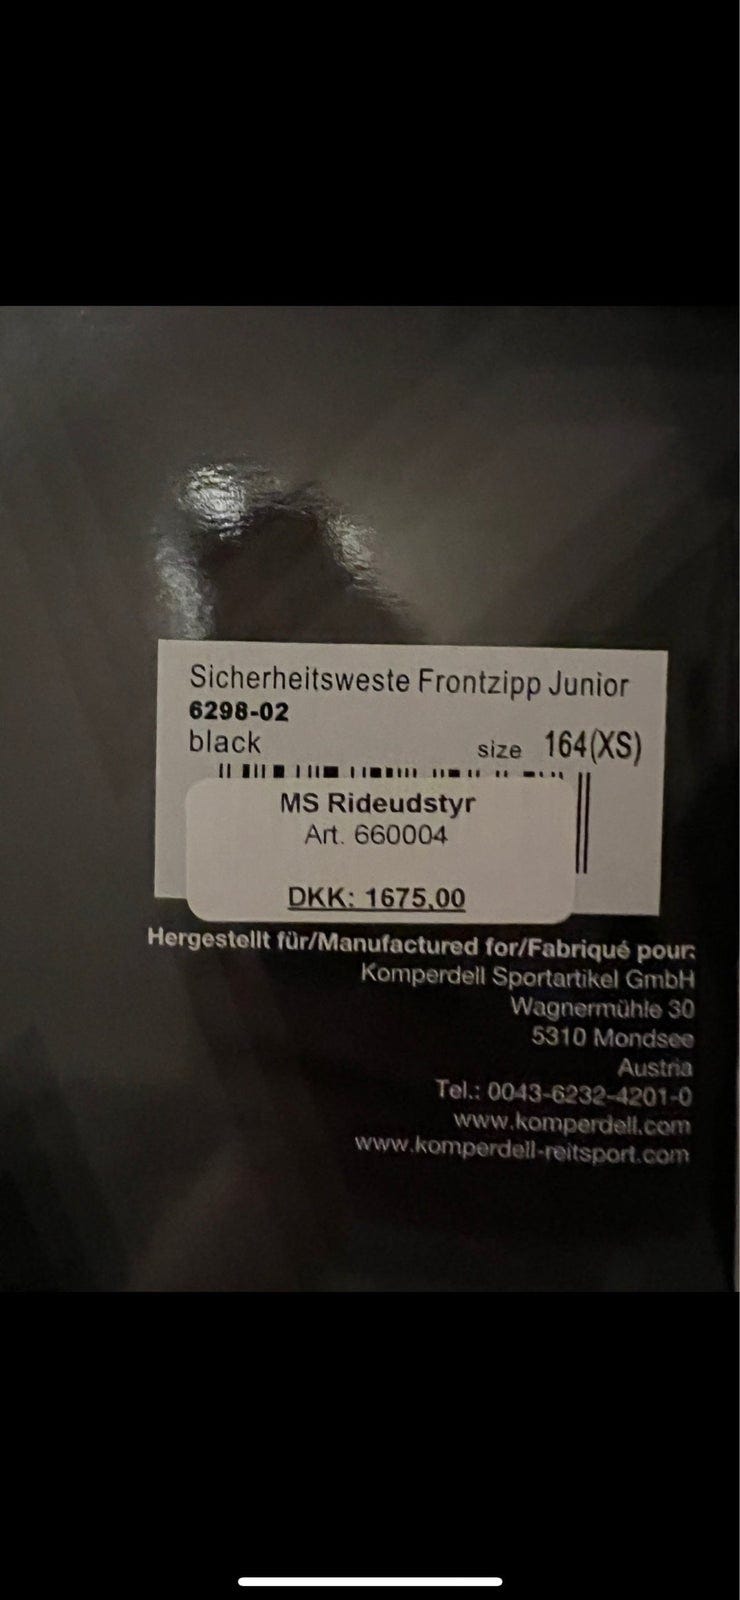 Sicherheitsweste Frontzipp Junior
6298-02
black size 164(XS)
MS Rideudstyr
Art. 660004
DKK: 1675,00
Hergestellt für/Manufactured for/Fabriqué pour:
Komperdell Sportartikel GmbH
Wagnermühle 30
5310 Mondsee
Austria
Tel.: 0043-6232-4201-0
www.komperdell.com
www.komperdell-reitsport.com